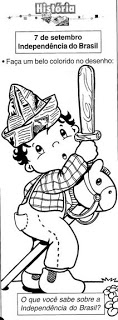 História
7 de setembro
Independência do Brasil
• Faça um belo colorido no desenho:
O que você sabe sobre a
Independência do Brasil?